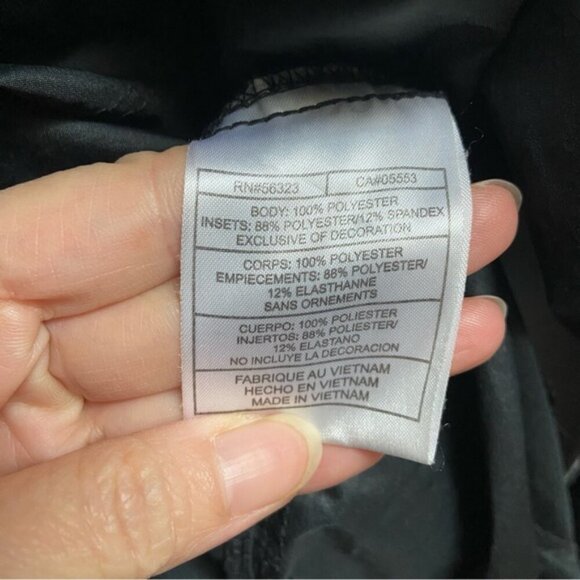 RN#56323 CA#05553
BODY: 100% POLYESTER
INSETS: 88% POLYESTER/12% SPANDEX
EXCLUSIVE OF DECORATION
CORPS: 100% POLYESTER
EMPIECEMENTS: 88% POLYESTER/
12% ELASTHANNE
SANS ORNEMENTS
CUERPO: 100% POLIESTER
INJERTOS: 88% POLIESTER/
12% ELASTANO
NO INCLUYE LA DECORACION
FABRIQUE AU VIETNAM
HECHO EN VIETNAM
MADE IN VIETNAM